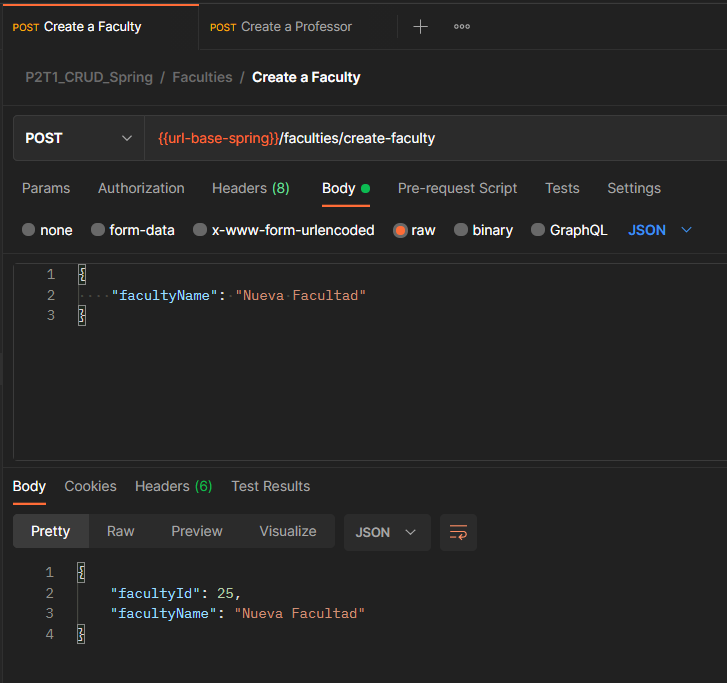 POST Create a Faculty POST Create a Professor
P2T1_CRUD_Spring / Faculties / Create a Faculty
POST {{url-base-spring}}/faculties/create-faculty
Params Authorization Headers (8) Body Pre-request Script Tests Settings
none form-data x-www-form-urlencoded raw binary GraphQL JSON
1 {
2 ····"facultyName":·"Nueva·Facultad"
3 }
Body Cookies Headers (6) Test Results
Pretty Raw Preview Visualize JSON
1 {
2 "facultyId": 25,
3 "facultyName": "Nueva Facultad"
4 }